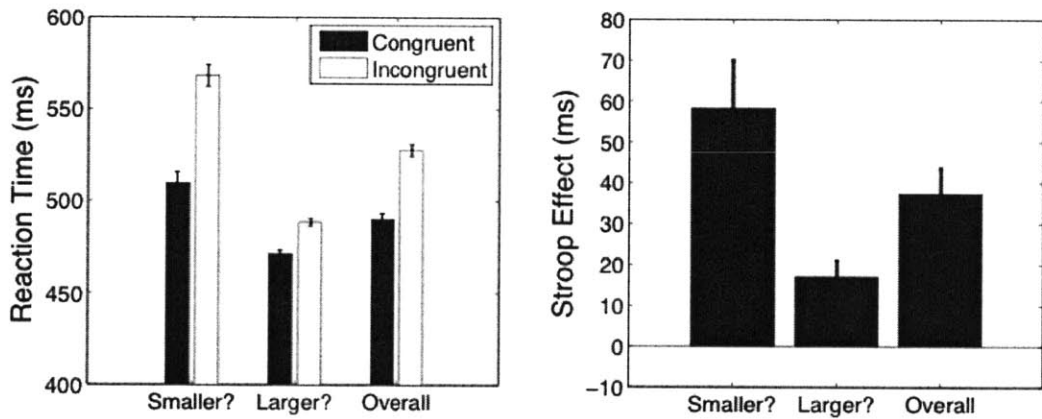 Reaction Time (ms)
600
550
500
450
400
Congruent
Incongruent
Smaller? Larger? Overall
Stroop Effect (ms)
80
70
60
50
40
30
20
10
0
−10
Smaller? Larger? Overall